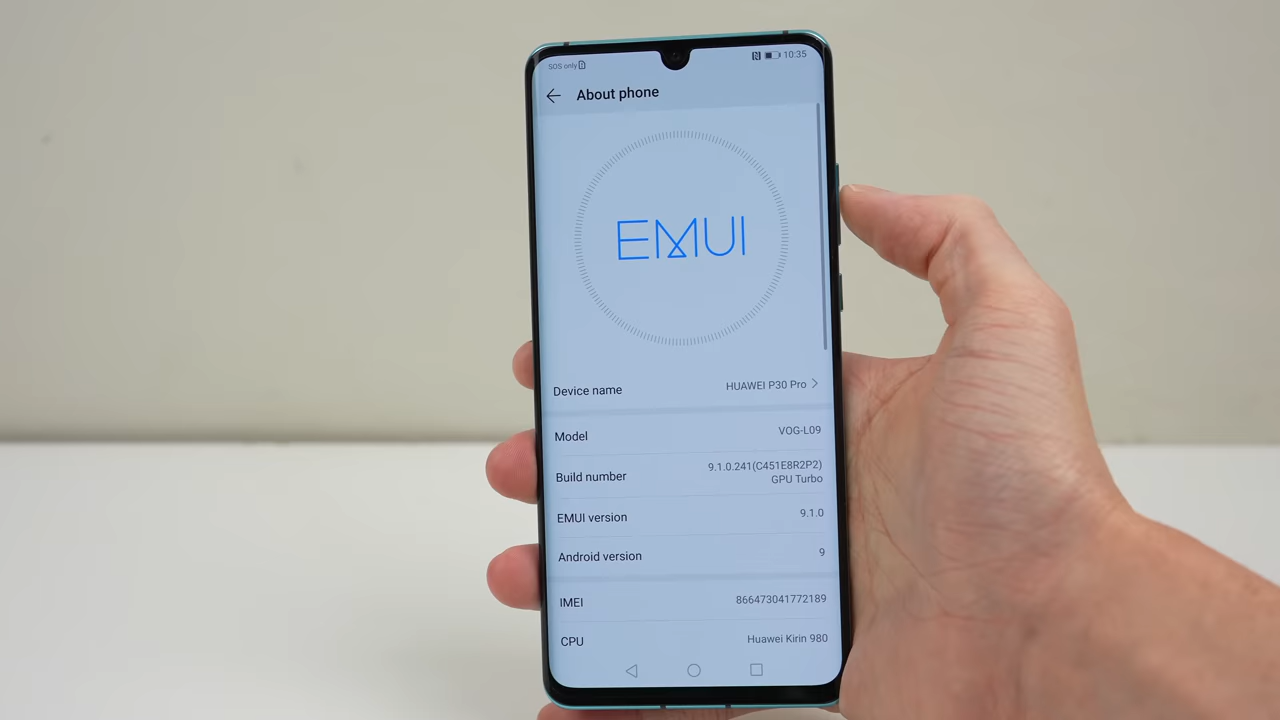 SOS only
10:35
About phone
EMUI
Device name HUAWEI P30 Pro
Model VOG-L09
Build number 9.1.0.241(C451E8R2P2)
GPU Turbo
EMUI version 9.1.0
Android version 9
IMEI 866473041772189
CPU Huawei Kirin 980